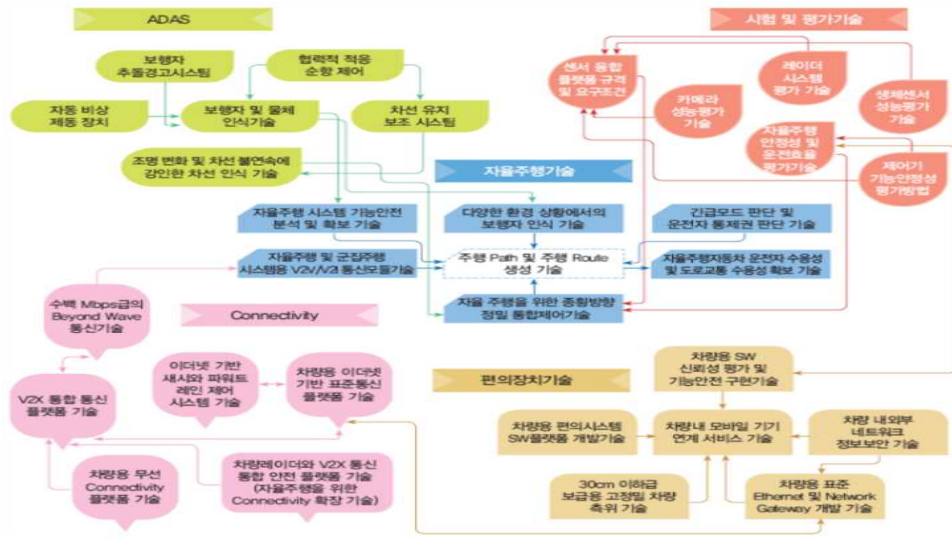 ADAS
시험 및 평가기술
보행자
추돌경고시스팀
협력적 적응
순항 제어
자동 비상
제동 장치
보행자 및 물체
인식기술
차선 유지
보조 시스팀
조명 변화 및 차선 불연속에
강인한 차선 인식 기술
센서 융합
플랫폼 규격
및 요구조건
레이더
시스템
평가 기술
카메라
성능평가
기술
생체센서
성능평가
기술
자율주행
안정성 및
운전효율
평가기술
제어기
기능안정성
평가방법
자율주행기술
자율주행 시스템 기능안전
분석 및 확보 기술
다양한 환경 상황에서의
보행자 인식 기술
긴급모드 판단 및
운전자 통제권 판단 기술
자율주행 및 군집주행
시스템용 V2v/V2I 통신모듈기술
주행 Path 및 주행 Route
생성 기술
자율주행자동차 운전자 수용성
및 도로교통 수용성 확보 기술
자율 주행을 위한 종횡방향
정밀 통합제어기술
Connectivity
수백 Mbps급의
Beyond Wave
통신기술
이더넷 기반
섀시와 파워트
레인 제어
시스템 기술
차량용 이더넷
기반 표준통신
플랫폼 기술
V2X 통합 통신
플랫폼 기술
차량용 무선
Connectivity
플랫폼 기술
차량레이더와 V2X 통신
통합 안전 플랫폼 기술
(자율주행을 위한
Connectivity 확장 기술)
편의장치기술
차량용 SW
신뢰성 평가 및
기능안전 구현기술
차량용 편의시스템
SW플랫폼 개발기술
차량내 모바일 기기
연계 서비스 기술
차량 내외부
네트워크
정보보안 기술
30cm 이하급
보급용 고정밀 차량
측위 기술
차량용 표준
Ethernet 및 Network
Gateway 개발 기술